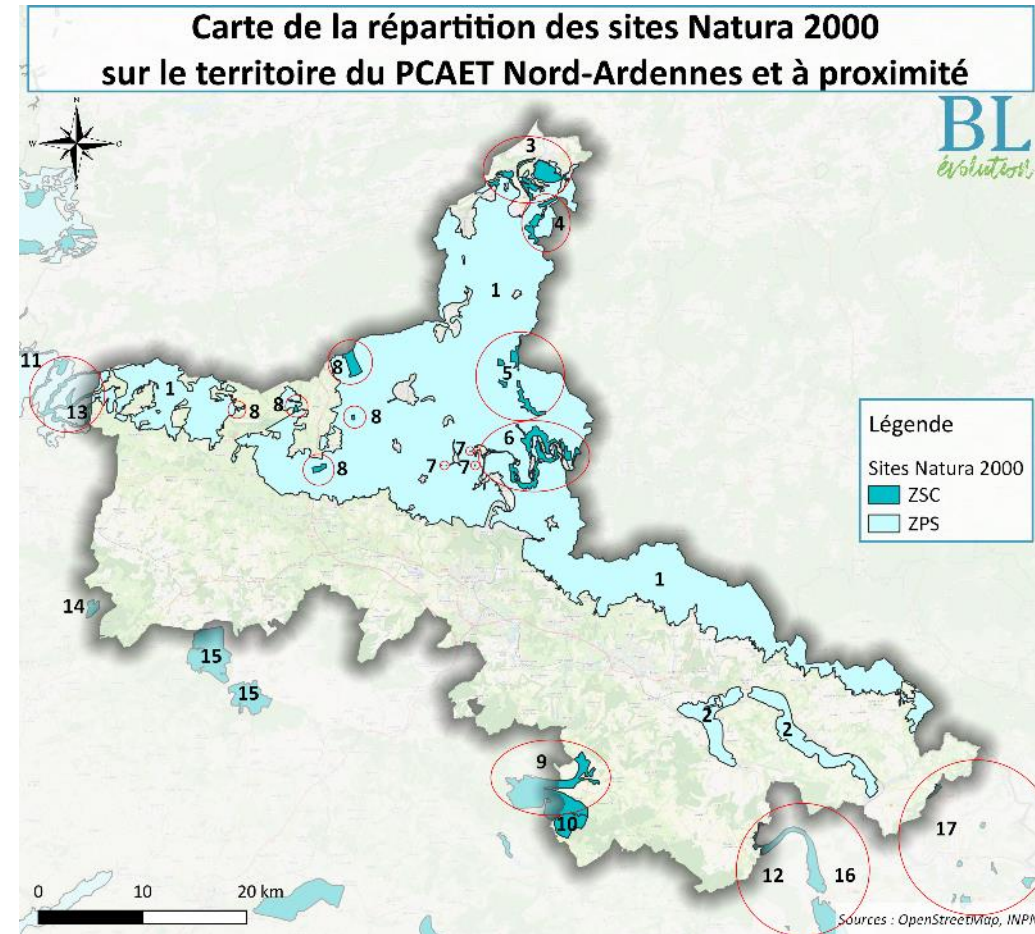 Carte de la répartition des sites Natura 2000
sur le territoire du PCAET Nord-Ardennes et à proximité
BL
évolution
N
W
S
3
4
1
11
8
5
1
13
8
8
8
6
7
7
7
8
Légende
Sites Natura 2000
ZSC
ZPS
1
14
15
15
2
2
9
10
17
12
16
0 10 20 km
Sources : OpenStreetMap, INPN